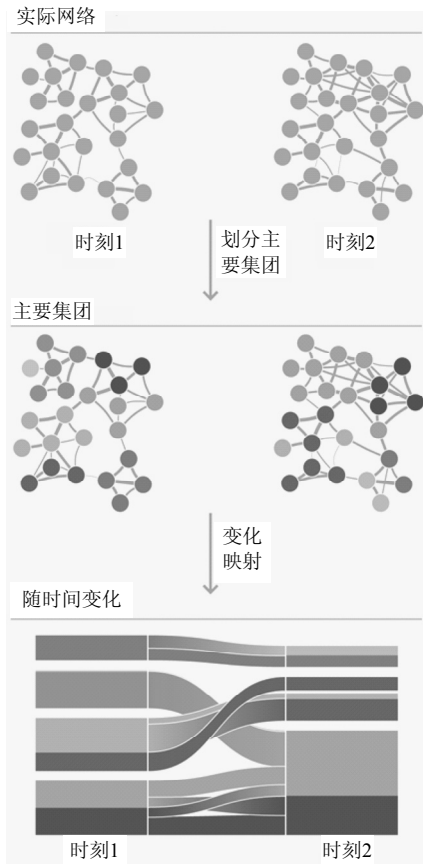 实际网络
时刻1
时刻2
划分主
要集团
主要集团
变化
映射
随时间变化
时刻1
时刻2